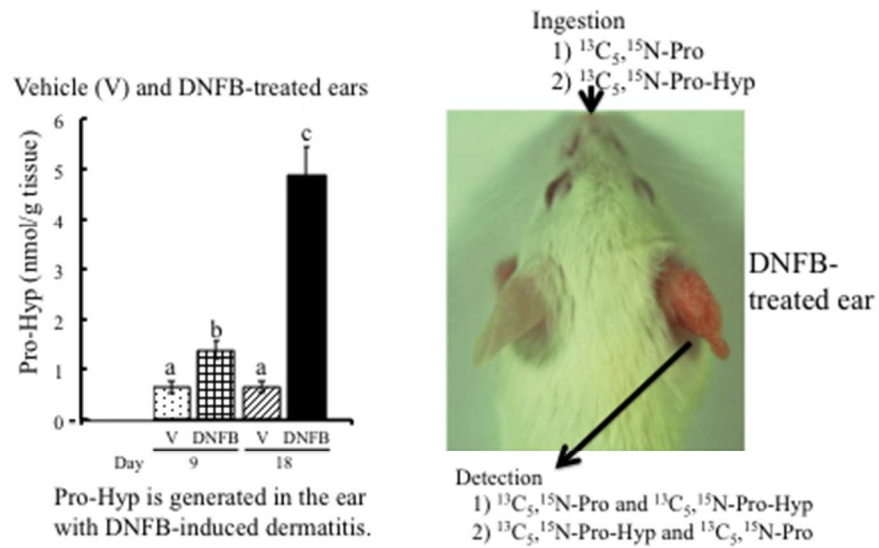 Vehicle (V) and DNFB-treated ears
Pro-Hyp (nmol/g tissue)
6
5
4
3
2
1
0
a
b
a
c
V DNFB V DNFB
Day 9 18
Pro-Hyp is generated in the ear
with DNFB-induced dermatitis.
Ingestion
1) ¹³C₅,¹⁵N-Pro
2) ¹³C₅,¹⁵N-Pro-Hyp
DNFB-
treated ear
Detection
1) ¹³C₅,¹⁵N-Pro and ¹³C₅,¹⁵N-Pro-Hyp
2) ¹³C₅,¹⁵N-Pro-Hyp and ¹³C₅,¹⁵N-Pro